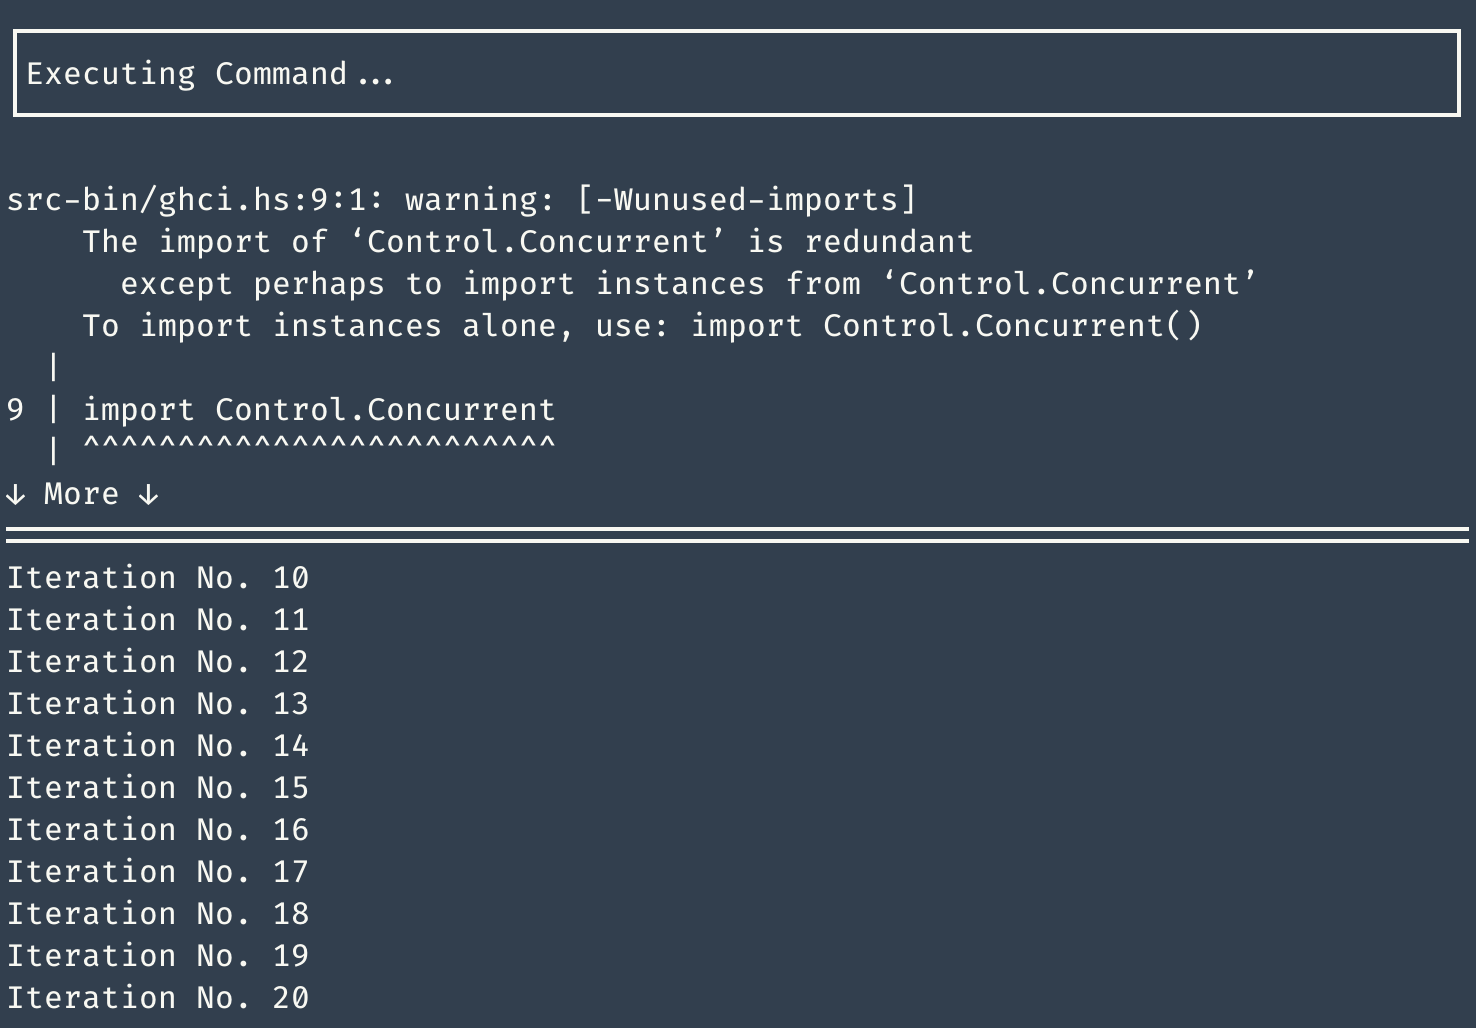 Executing Command...
src-bin/ghci.hs:9:1: warning: [-Wunused-imports]
    The import of ‘Control.Concurrent’ is redundant
      except perhaps to import instances from ‘Control.Concurrent’
    To import instances alone, use: import Control.Concurrent()
  |
9 | import Control.Concurrent
  | ^^^^^^^^^^^^^^^^^^^^^^^^^
↓ More ↓
Iteration No. 10
Iteration No. 11
Iteration No. 12
Iteration No. 13
Iteration No. 14
Iteration No. 15
Iteration No. 16
Iteration No. 17
Iteration No. 18
Iteration No. 19
Iteration No. 20